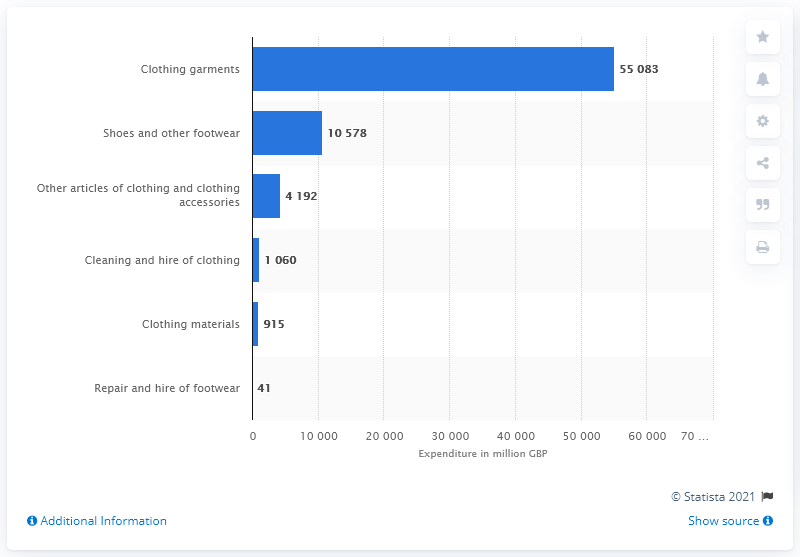 Clothing garments
55 083
Shoes and other footwear
10 578
Other articles of clothing and clothing
accessories
4 192
Cleaning and hire of clothing
1 060
Clothing materials
915
Repair and hire of footwear
41
0 10 000 20 000 30 000 40 000 50 000 60 000 70 ...
Expenditure in million GBP
© Statista 2021
Additional Information
Show source